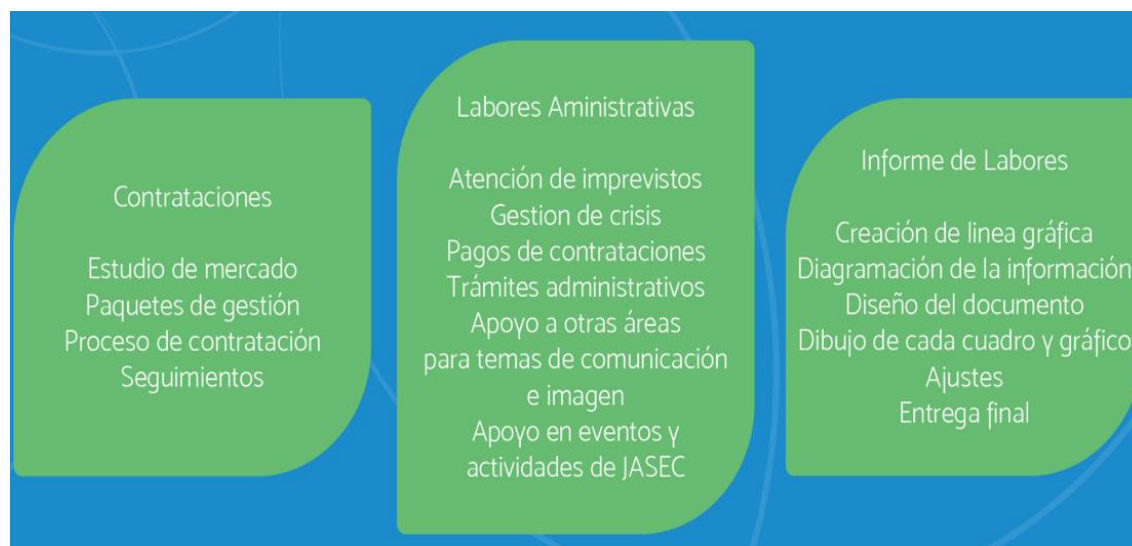 Contrataciones
Estudio de mercado
Paquetes de gestión
Proceso de contratación
Seguimientos
Labores Aministrativas
Atención de imprevistos
Gestion de crisis
Pagos de contrataciones
Trámites administrativos
Apoyo a otras áreas
para temas de comunicación
e imagen
Apoyo en eventos y
actividades de JASEC
Informe de Labores
Creación de linea gráfica
Diagramación de la información
Diseño del documento
Dibujo de cada cuadro y gráfico
Ajustes
Entrega final